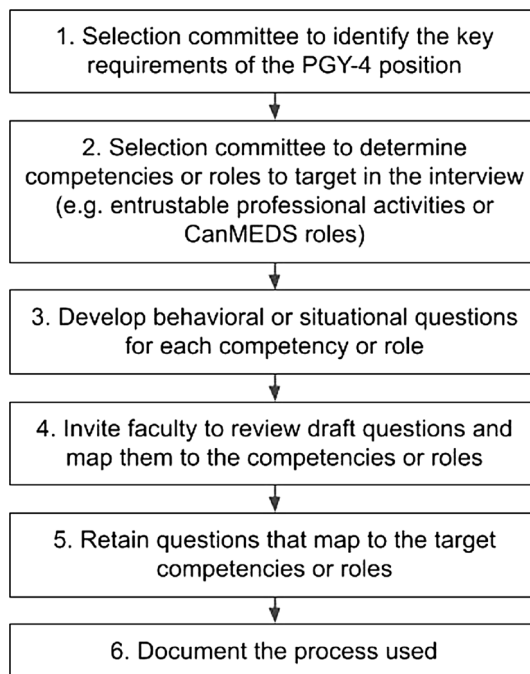 1. Selection committee to identify the key
requirements of the PGY-4 position
2. Selection committee to determine
competencies or roles to target in the interview
(e.g. entrustable professional activities or
CanMEDS roles)
3. Develop behavioral or situational questions
for each competency or role
4. Invite faculty to review draft questions and
map them to the competencies or roles
5. Retain questions that map to the target
competencies or roles
6. Document the process used